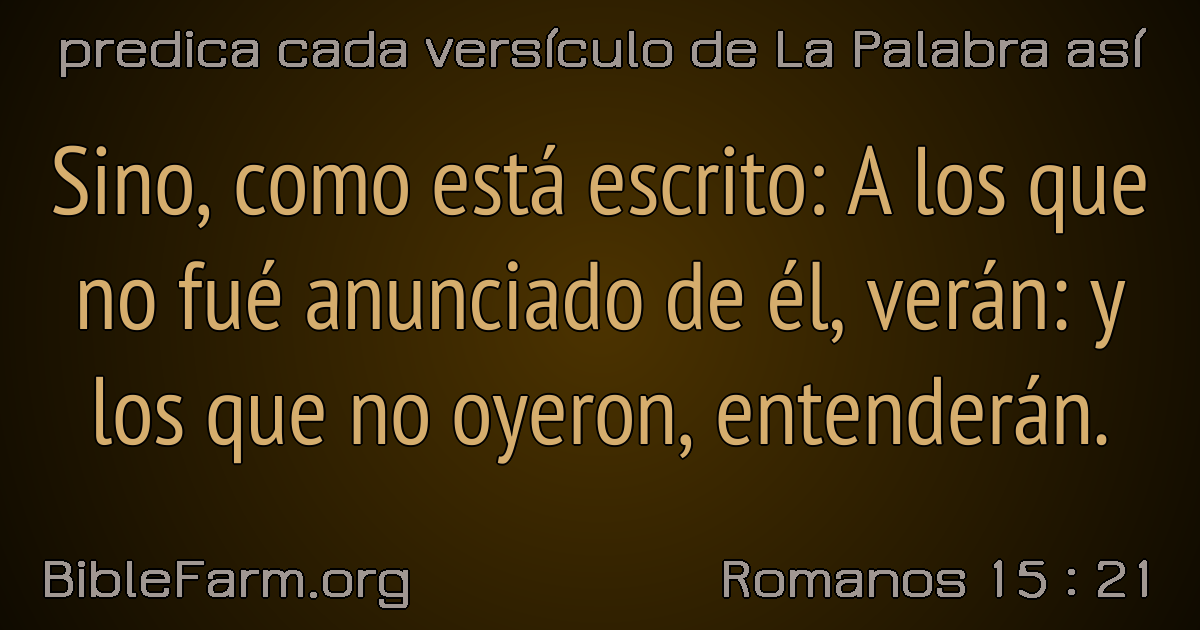 predica cada versículo de La Palabra así
Sino, como está escrito: A los que
no fué anunciado de él, verán: y
los que no oyeron, entenderán.
BibleFarm.org
Romanos 15 : 21